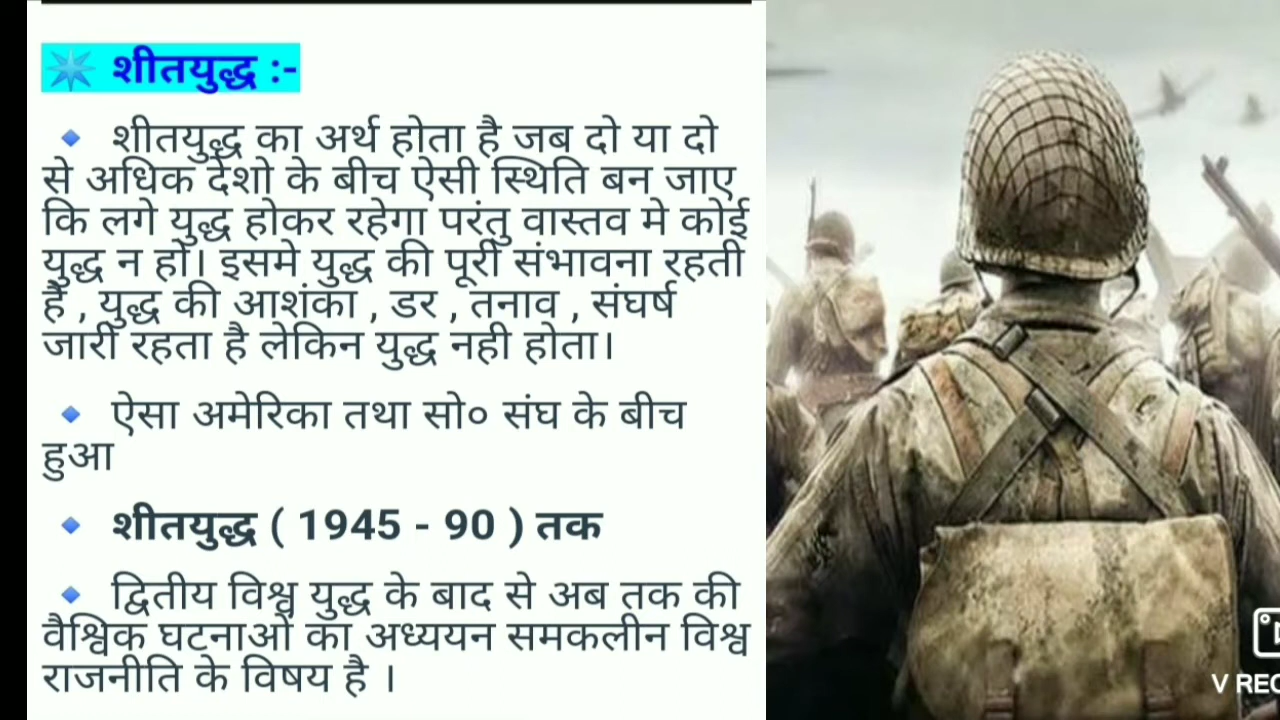 शीतयुद्ध :-
🔹 शीतयुद्ध का अर्थ होता है जब दो या दो
से अधिक देशो के बीच ऐसी स्थिति बन जाए
कि लगे युद्ध होकर रहेगा परंतु वास्तव मे कोई
युद्ध न हो। इसमे युद्ध की पूरी संभावना रहती
है , युद्ध की आशंका , डर , तनाव , संघर्ष
जारी रहता है लेकिन युद्ध नही होता।
🔹 ऐसा अमेरिका तथा सो० संघ के बीच
हुआ
🔹 शीतयुद्ध ( 1945 - 90 ) तक
🔹 द्वितीय विश्व युद्ध के बाद से अब तक की
वैश्विक घटनाओं का अध्ययन समकलीन विश्व
राजनीति के विषय है ।
V REC